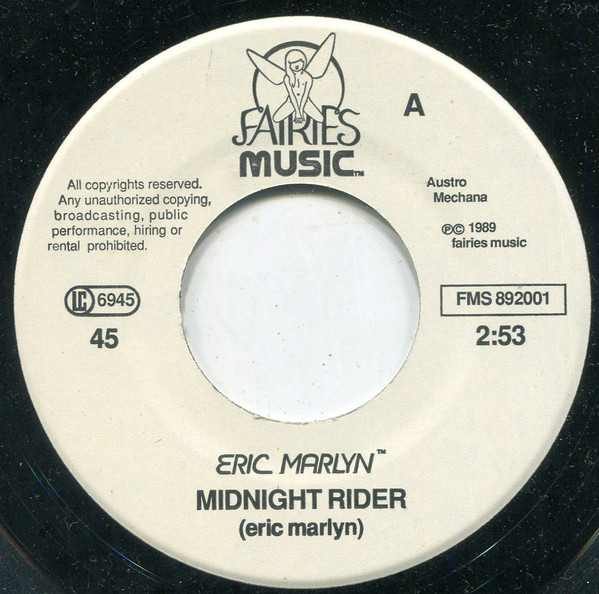 FAIRIES
MUSIC™
A
All copyrights reserved.
Any unauthorized copying,
broadcasting, public
performance, hiring or
rental prohibited.
Austro
Mechana
℗© 1989
fairies music
LC 6945
45
FMS 892001
2:53
ERIC MARLYN™
MIDNIGHT RIDER
(eric marlyn)